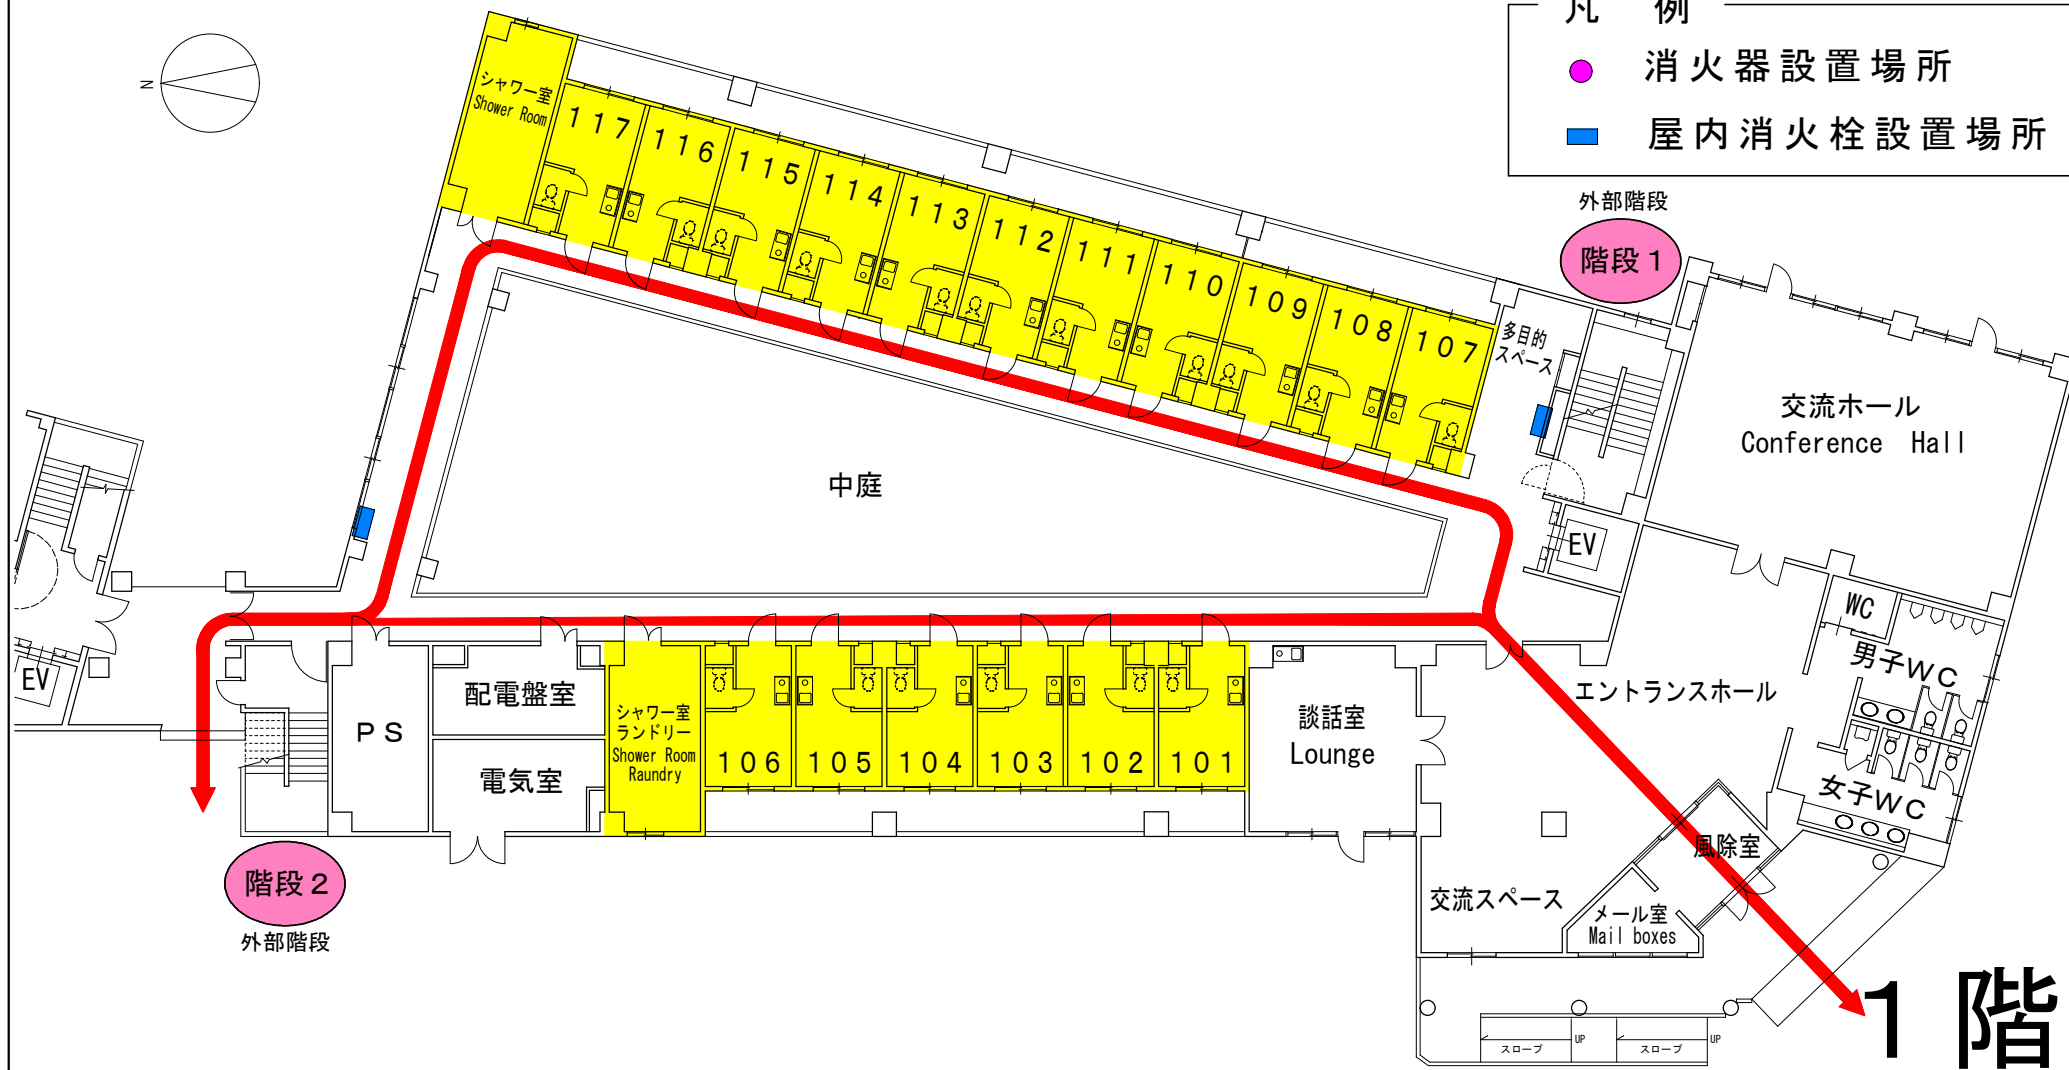 凡 例
消火器設置場所
屋内消火栓設置場所
N
シャワー室
Shower Room
117
116
115
114
113
112
111
110
109
108
107
多目的
スペース
外部階段
階段1
交流ホール
Conference Hall
中庭
EV
WC
男子WC
女子WC
エントランスホール
EV
PS
配電盤室
電気室
シャワー室
ランドリー
Shower Room
Raundry
106
105
104
103
102
101
談話室
Lounge
風除室
交流スペース
メール室
Mail boxes
階段2
外部階段
スロープ
UP
スロープ
UP
1階